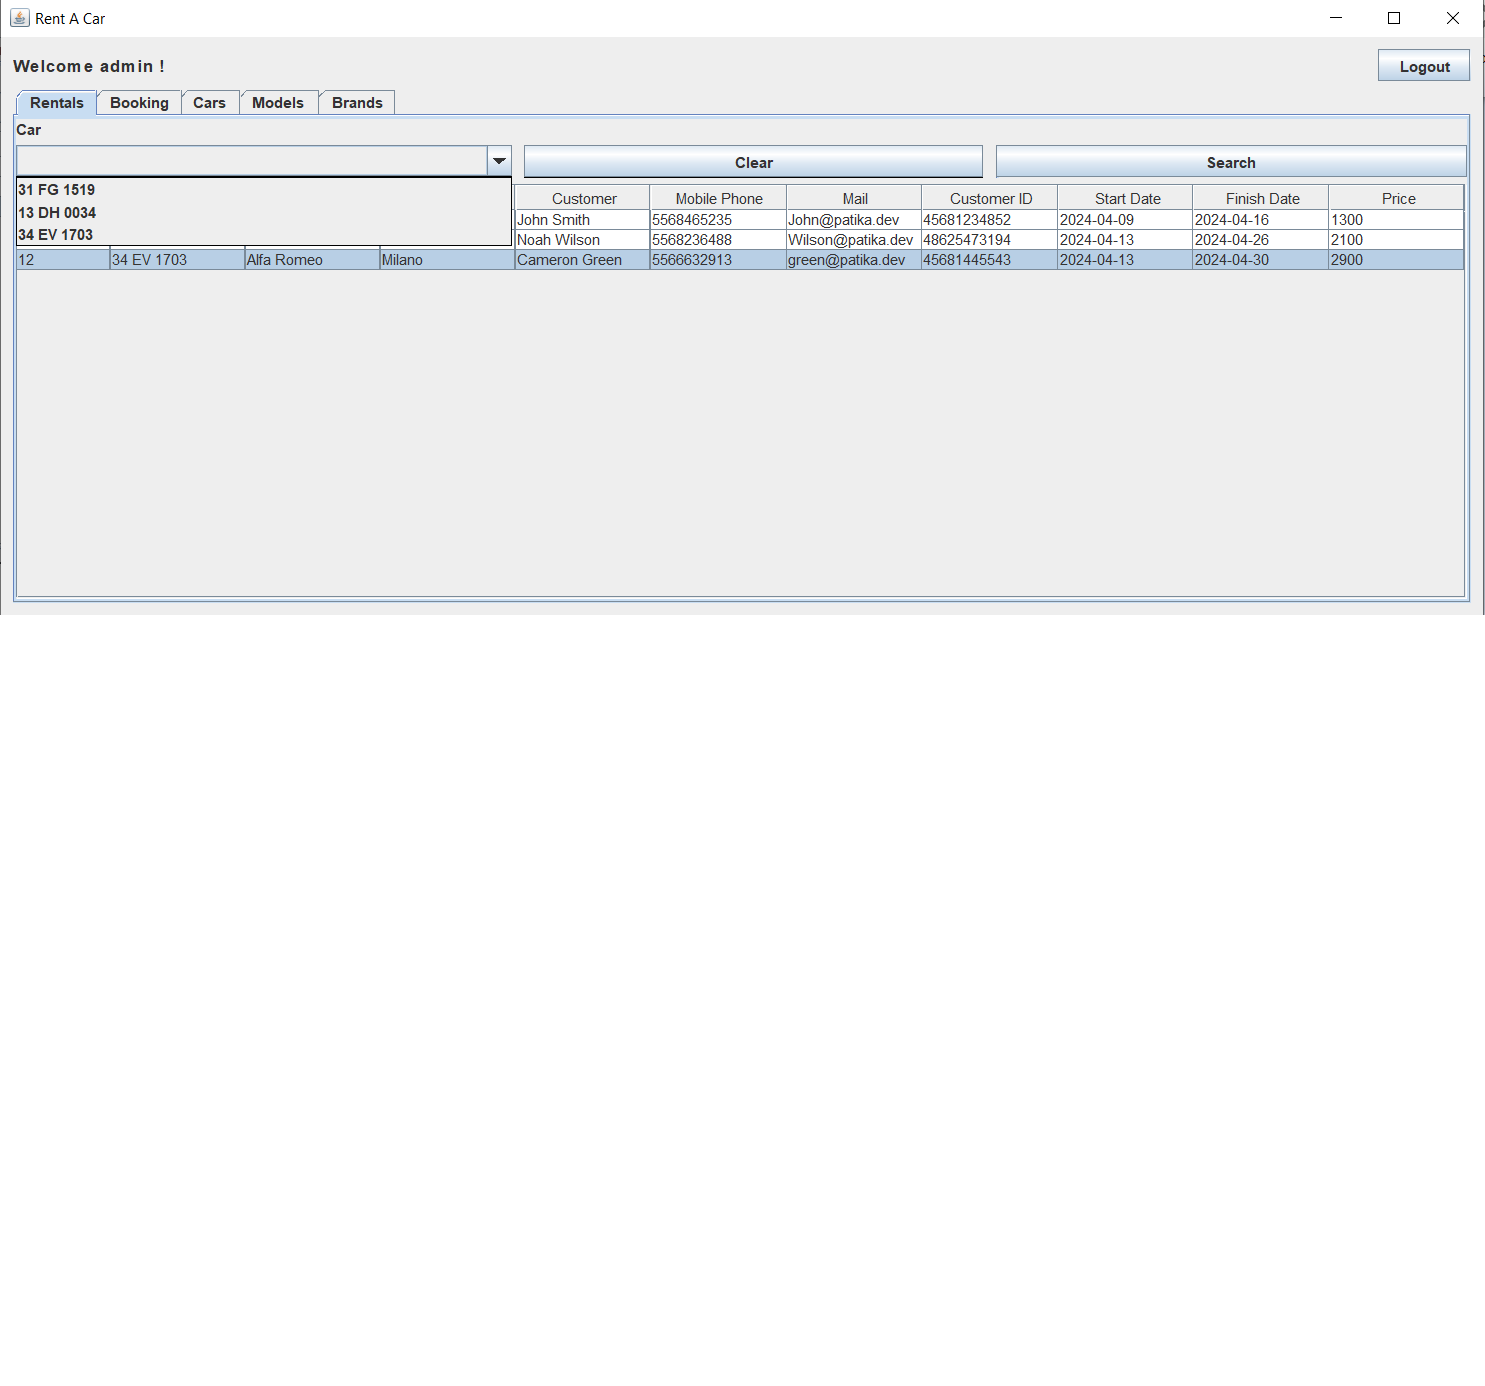 Rent A Car
Welcome admin !
Logout
Rentals Booking Cars Models Brands
Car
Clear Search
31 FG 1519
13 DH 0034
34 EV 1703
Customer Mobile Phone Mail Customer ID Start Date Finish Date Price
John Smith 5568465235 John@patika.dev 45681234852 2024-04-09 2024-04-16 1300
Noah Wilson 5568236488 Wilson@patika.dev 48625473194 2024-04-13 2024-04-26 2100
12 34 EV 1703 Alfa Romeo Milano Cameron Green 5566632913 green@patika.dev 45681445543 2024-04-13 2024-04-30 2900